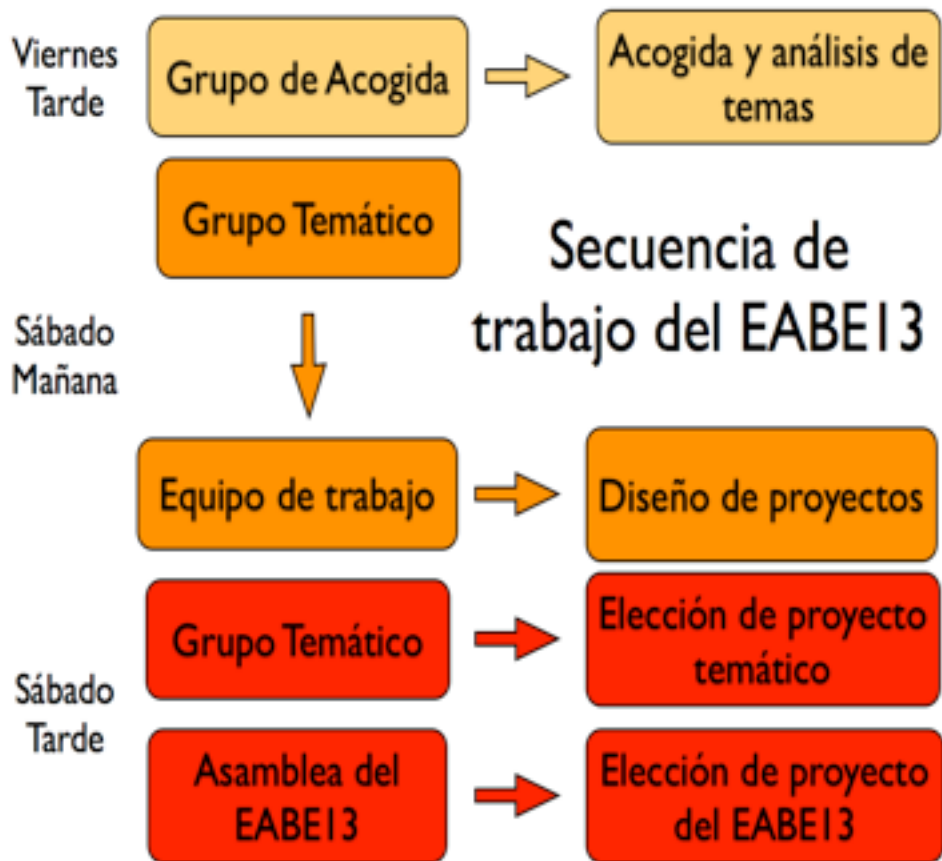 Viernes
Tarde
Grupo de Acogida
Acogida y análisis de
temas
Grupo Temático
Secuencia de
trabajo del EABE13
Sábado
Mañana
Equipo de trabajo
Diseño de proyectos
Grupo Temático
Elección de proyecto
temático
Sábado
Tarde
Asamblea del
EABE13
Elección de proyecto
del EABE13